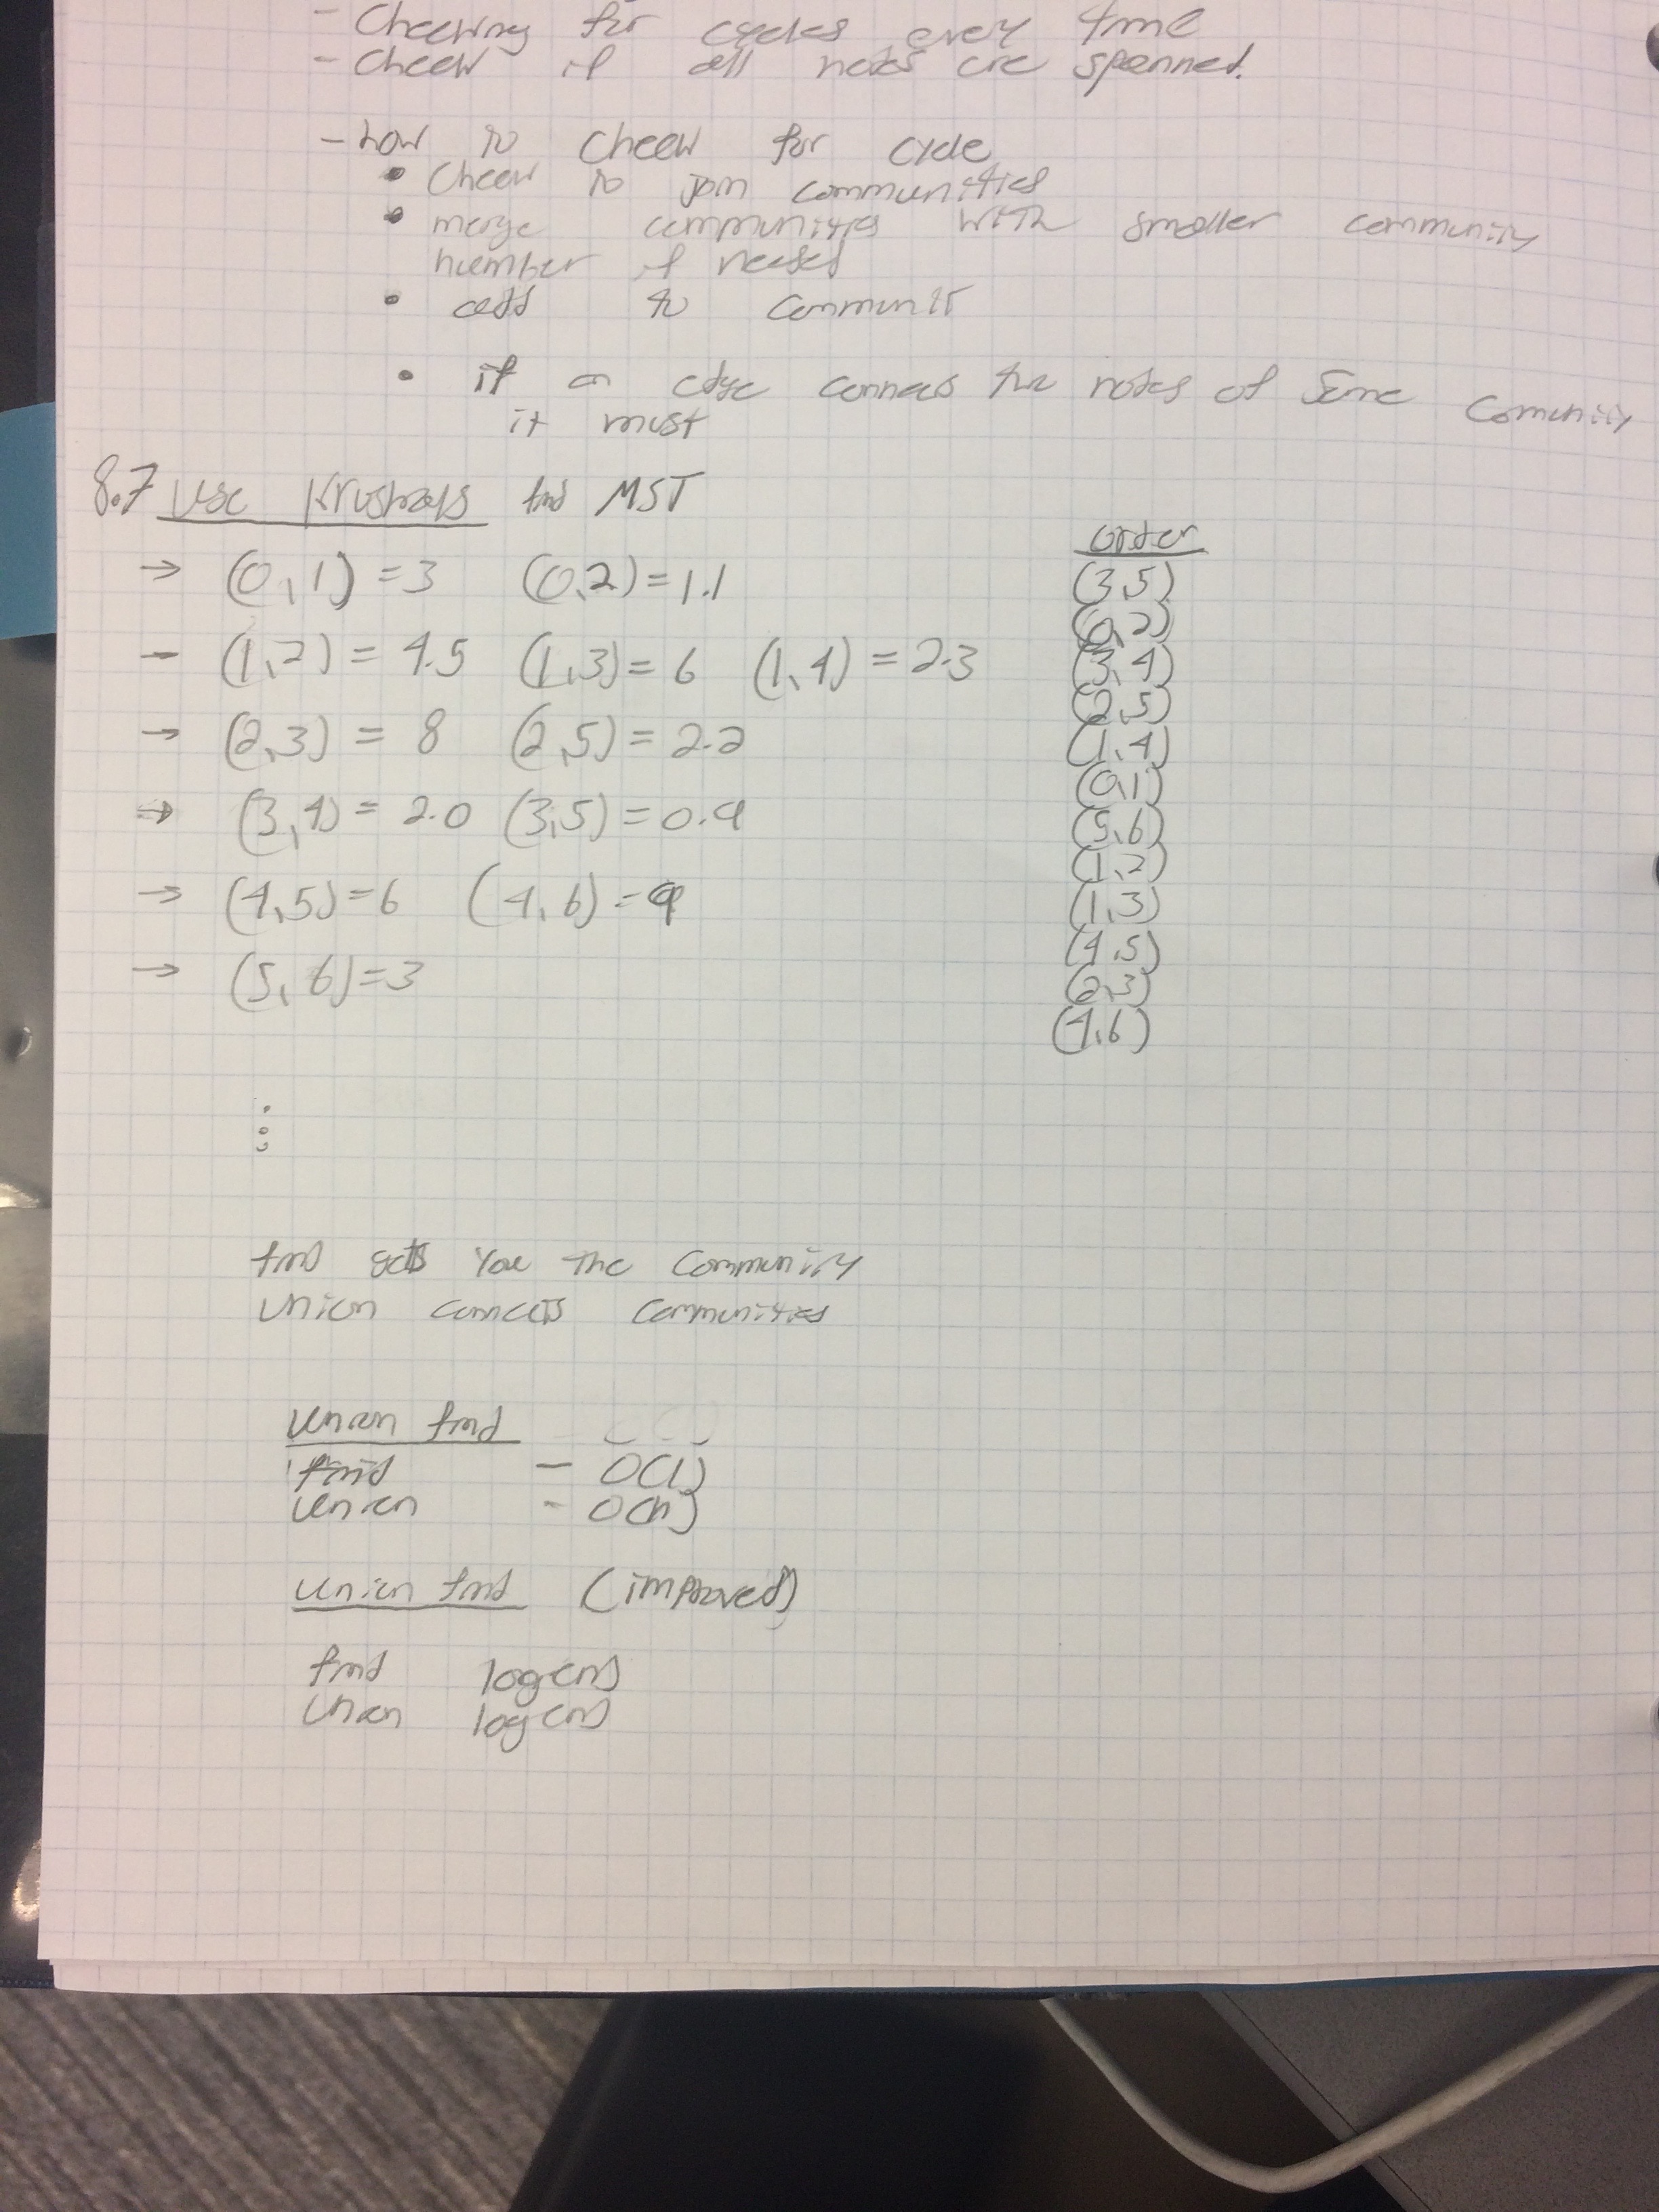 - Checking for cycles every time
- Check if all nodes are spanned.
- how to check for cycle
• Check to join communities
• merge communities with smaller community
number if needed
• add to communit
• if an edge connects two nodes of same comunity
it must
8.7 use Kruskals find MST
order
→ (0,1) = 3 (0,2) = 1.1
(3,5)
(0,2)
- (1,2) = 4.5 (1,3) = 6 (1,4) = 2.3
(3,4)
(2,5)
→ (2,3) = 8 (2,5) = 2.2
(1,4)
(0,1)
→ (3,4) = 2.0 (3,5) = 0.9
(5,6)
(1,2)
→ (4,5) = 6 (4,6) = 9
(1,3)
(4,5)
→ (5,6) = 3
(2,3)
(4,6)
find gets you the community
union connects communities
union find
find - O(1)
union - O(n)
union find (improved)
find log(n)
union log(n)